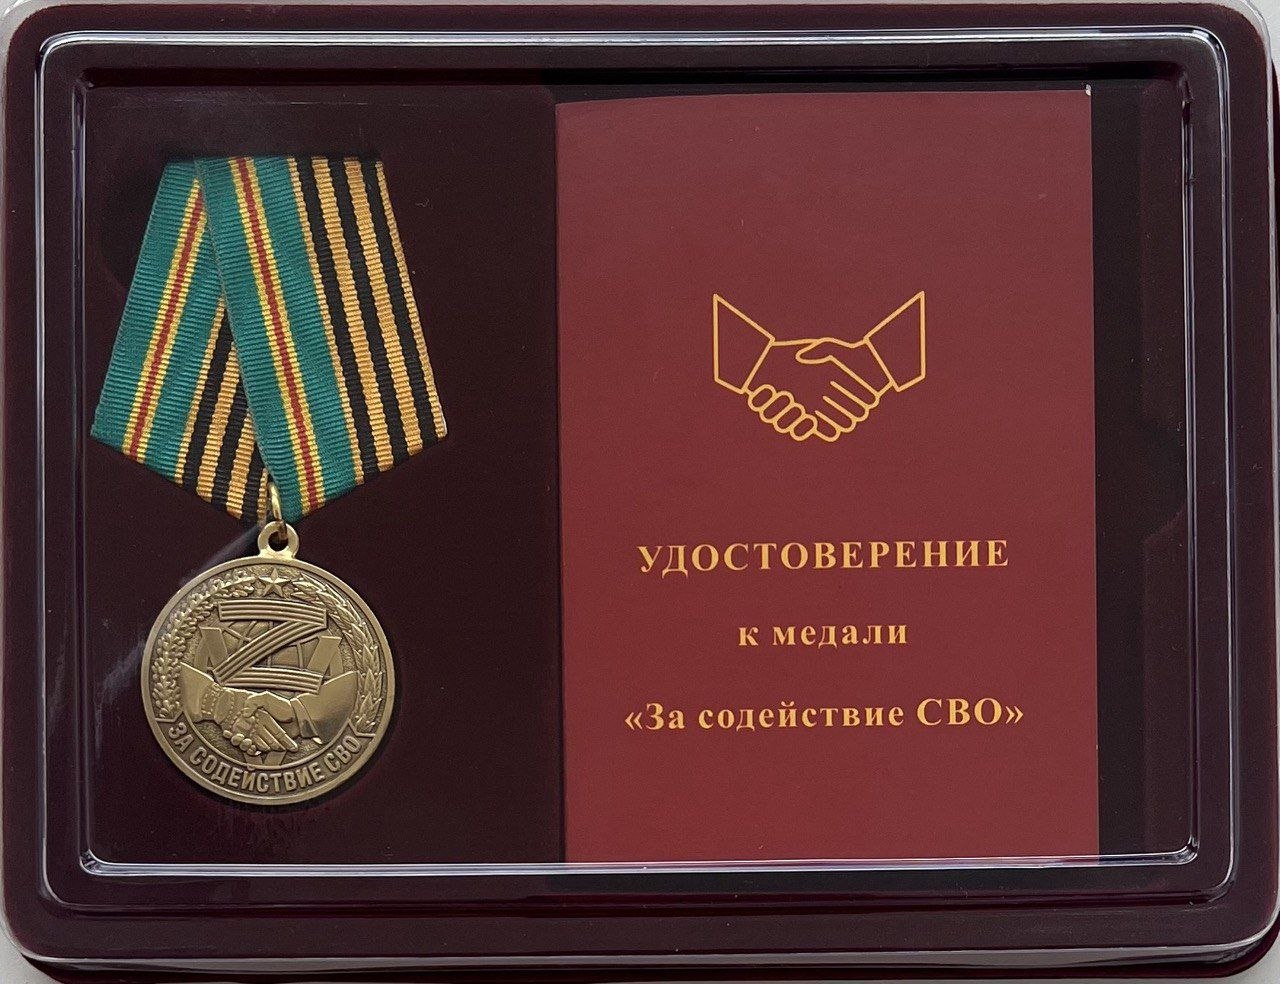 Z
ЗА СОДЕЙСТВИЕ СВО
УДОСТОВЕРЕНИЕ
к медали
«За содействие СВО»